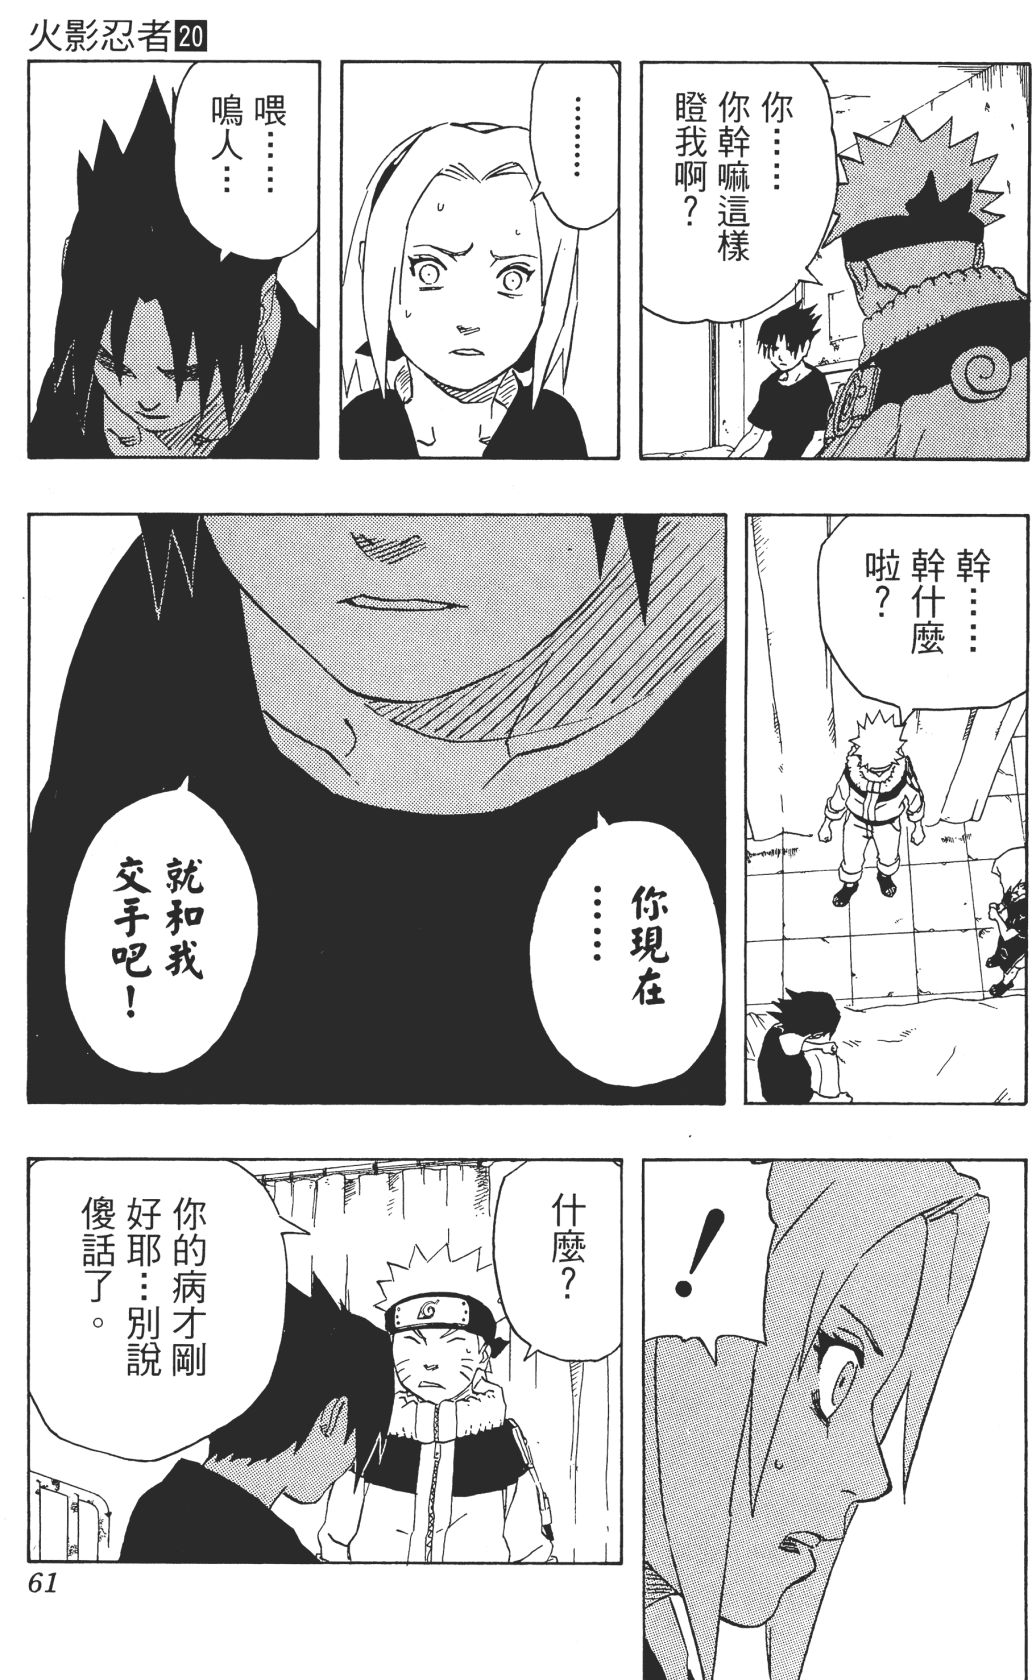 火影忍者20
你……
你幹嘛這樣
瞪我啊？
………
喂……
鳴人…
幹……
幹什麼
啦？
你現在
……
就和我
交手吧！
！
什麼？
你的病才剛
好耶…別說
傻話了。
61